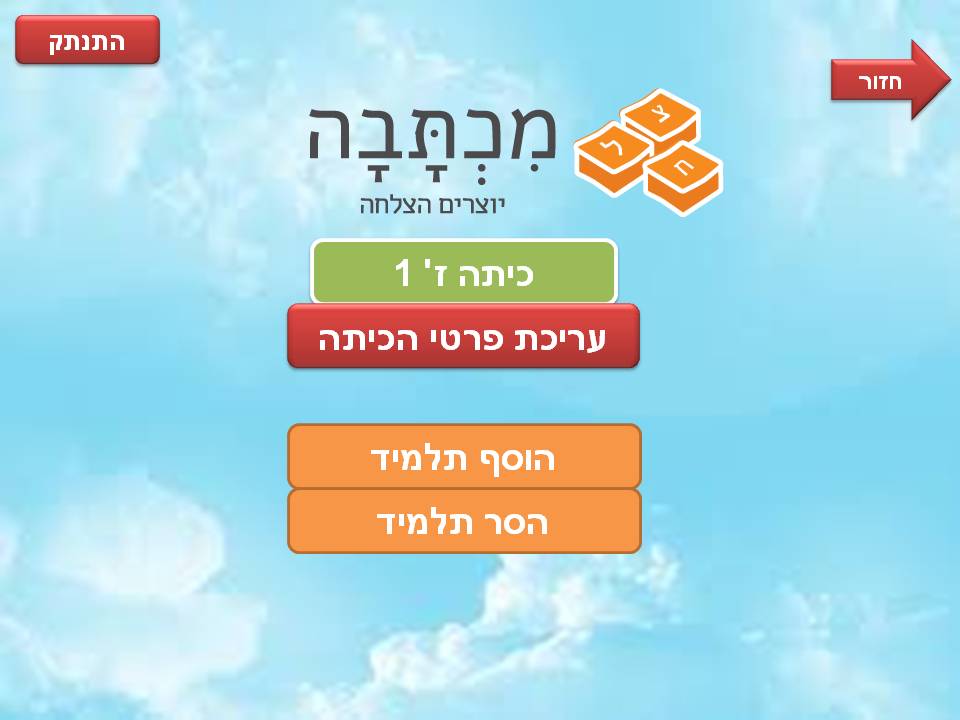 התנתק
חזור
מִכְתָּבָה
צ
ל
ח
יוצרים הצלחה
כיתה ז' 1
עריכת פרטי הכיתה
הוסף תלמיד
הסר תלמיד